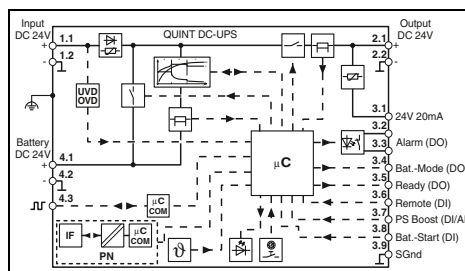 Input
DC 24V
QUINT DC-UPS
Output
DC 24V
1.1
+
1.2
-
2.1
+
2.2
-
UVD
OVD
3.1
24V 20mA
3.2
Alarm (DO)
3.3
Battery
DC 24V
4.1
+
4.2
-
4.3
µC
µC
COM
3.4
Bat.-Mode (DO
3.5
Ready (DO)
3.6
Remote (DI)
3.7
PS Boost (DI/AI
3.8
Bat.-Start (DI)
3.9
SGnd
IF
µC
COM
PN
ϑ